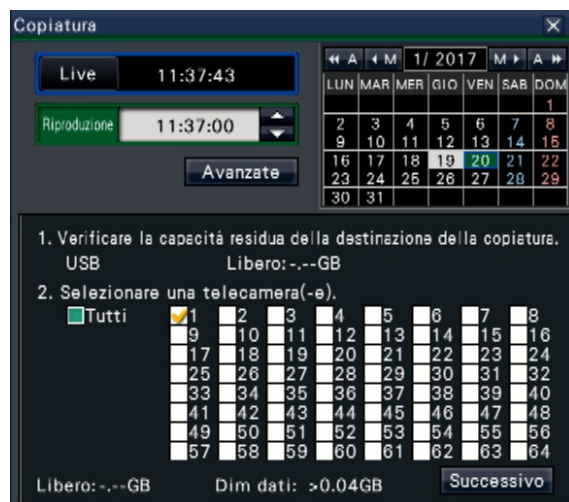 Copiatura
Live 11:37:43
Riproduzione 11:37:00
Avanzate
A M 1/ 2017 M A
LUN MAR MER GIO VEN SAB DOM
1
2 3 4 5 6 7 8
9 10 11 12 13 14 15
16 17 18 19 20 21 22
23 24 25 26 27 28 29
30 31
1. Verificare la capacità residua della destinazione della copiatura.
USB Libero:-.--GB
2. Selezionare una telecamera(-e).
Tutti 1 2 3 4 5 6 7 8
9 10 11 12 13 14 15 16
17 18 19 20 21 22 23 24
25 26 27 28 29 30 31 32
33 34 35 36 37 38 39 40
41 42 43 44 45 46 47 48
49 50 51 52 53 54 55 56
57 58 59 60 61 62 63 64
Libero:-.--GB Dim dati: >0.04GB Successivo